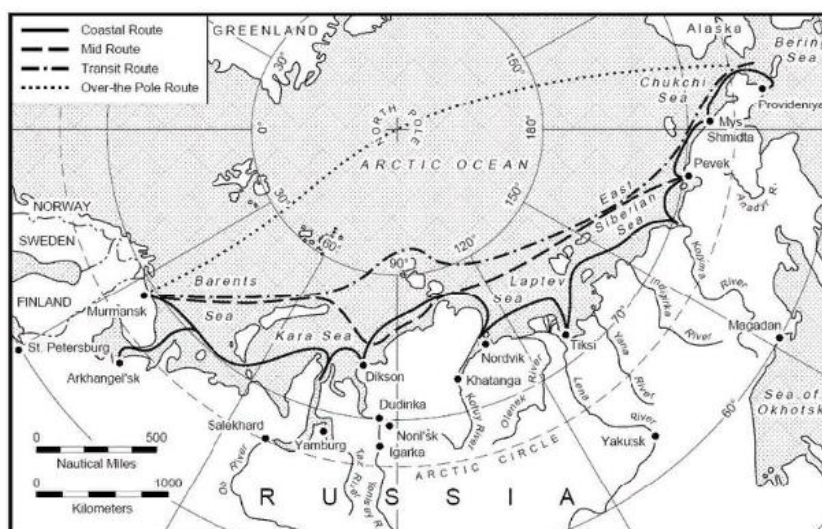 Coastal Route
Mid Route
Transit Route
Over-the Pole Route
GREENLAND
Alaska
Bering
Sea
Chukchi
Sea
Provideniya
Mys
Shmidta
Pevek
30°
0°
30°
60°
90°
120°
150°
180°
150°
NORTH
POLE
ARCTIC OCEAN
East
Siberian
Sea
Anadyr R.
NORWAY
SWEDEN
FINLAND
Murmansk
Barents
Sea
Kara Sea
Laptev
Sea
70°
60°
St. Petersburg
Arkhangel'sk
Dikson
Nordvik
Tiksi
Khatanga
Kolyma
River
Indigirka
River
Yana
River
Magadan
Sea of
Okhotsk
Dudinka
Noril'sk
Igarka
Salekhard
Yamburg
Kotuy River
Olenek River
Lena
River
Yakutsk
ARCTIC CIRCLE
Ob River
Yenisey R.
0 500
Nautical Miles
0 1000
Kilometers
RUSSIA